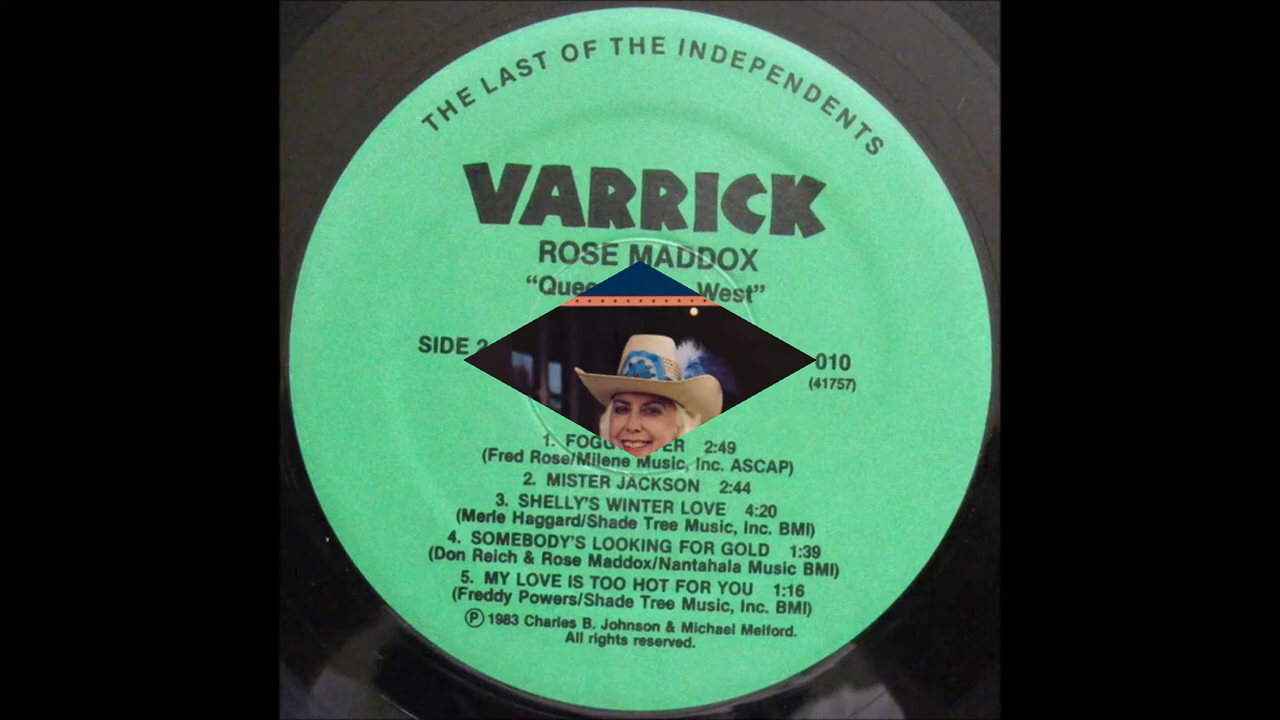 THE LAST OF THE INDEPENDENTS
VARRICK
ROSE MADDOX
“Que West”
SIDE 2 010
(41757)
1. FOGG ER 2:49
(Fred Rose/Milene Music, Inc. ASCAP)
2. MISTER JACKSON 2:44
3. SHELLY'S WINTER LOVE 4:20
(Merle Haggard/Shade Tree Music, Inc. BMI)
4. SOMEBODY'S LOOKING FOR GOLD 1:39
(Don Reich & Rose Maddox/Nantahala Music BMI)
5. MY LOVE IS TOO HOT FOR YOU 1:16
(Freddy Powers/Shade Tree Music, Inc. BMI)
Ⓟ 1983 Charles B. Johnson & Michael Melford.
All rights reserved.